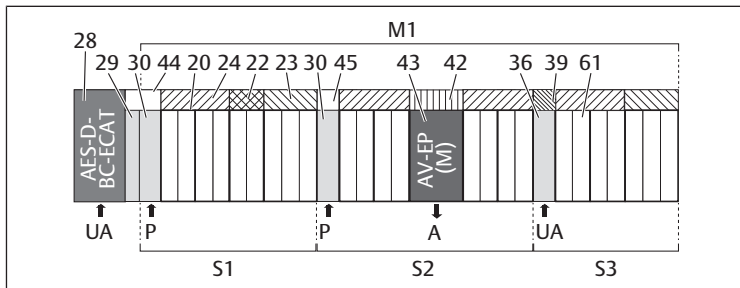 M1
28
29 30 44 20 24 22 23 30 45 43 42 36 39 61
AES-D-
BC-ECAT
AV-EP
(M)
UA P P A UA
S1 S2 S3